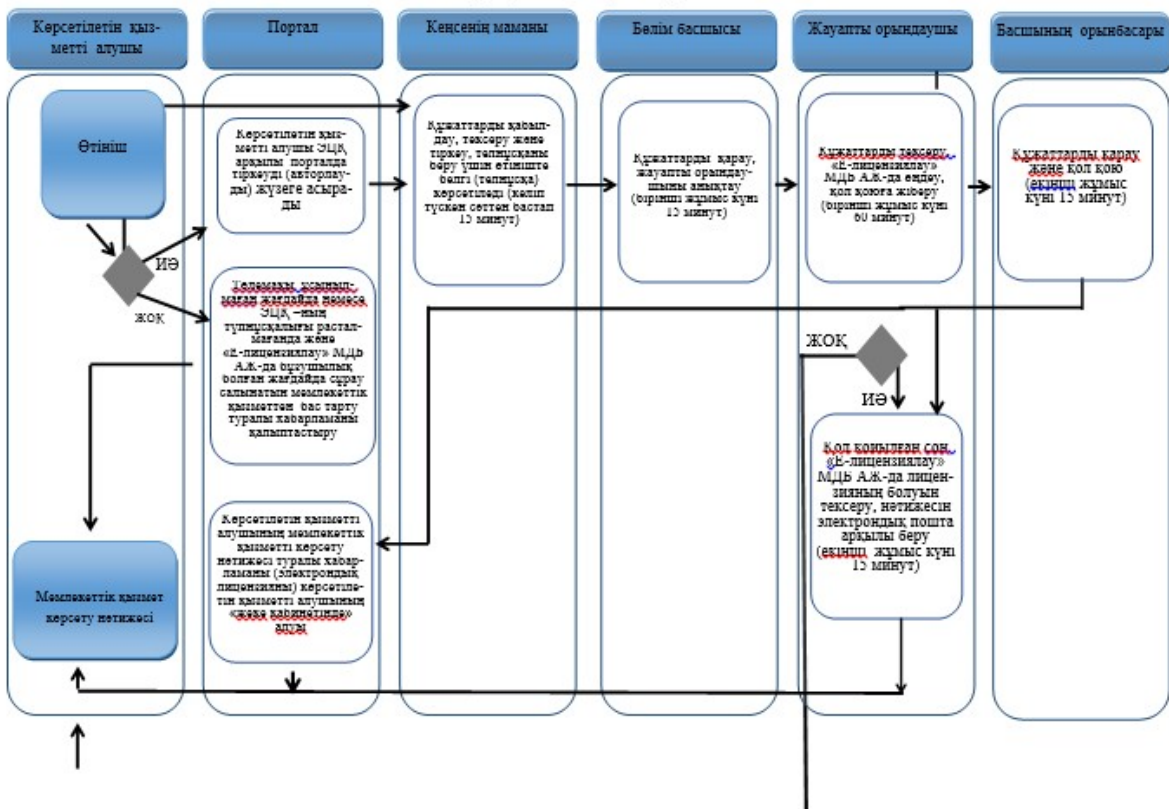 Көрсетілетін қыз-
метті алушы
Портал
Кеңсенің маманы
Бөлім басшысы
Жауапты орындаушы
Басшының орынбасары
Өтініш
ИӘ
жоқ
Мемлекеттік қызмет
көрсету нәтижесі
Көрсетілетін қыз-
метті алушы ЭЦҚ
арқылы порталда
тіркеуді (авторлау-
ды) жүзеге асыра-
ды
Төлемақы ұсыныл-
маған жағдайда немесе
ЭЦҚ –ның
түпнұсқалығы растал-
мағанда және
«Е-лицензиялау» МДБ
АЖ-да бұзушылық
болған жағдайда сұрау
салынатын мемлекеттік
қызметтен бас тарту
туралы хабарламаны
қалыптастыру
Көрсетілетін қызметті
алушының мемлекеттік
қызметті көрсету
нәтижесі туралы хабар-
ламаны (электрондық
лицензияны) көрсетіле-
тін қызметті алушының
«жеке кабинетінде»
алуы
Құжаттарды қабыл-
дау, тексеру және
тіркеу, телнұсқаны
беру үшін өтініште
белгі (телнұсқа)
көрсетіледі (келіп
түскен сәттен бастап
15 минут)
Құжаттарды қарау,
жауапты орындау-
шыны анықтау
(бірінші жұмыс күні
15 минут)
Құжаттарды тексеру,
«Е-лицензиялау»
МДБ АЖ-да өңдеу,
қол қоюға жіберу
(бірінші жұмыс күні
60 минут)
Құжаттарды қарау
және қол қою
(екінші жұмыс
күні 15 минут)
ЖОҚ
ИӘ
Қол қойылған соң,
«Е-лицензиялау»
МДБ АЖ-да лицен-
зияның болуын
тексеру, нәтижесін
электрондық пошта
арқылы беру
(екінші жұмыс күні
15 минут)